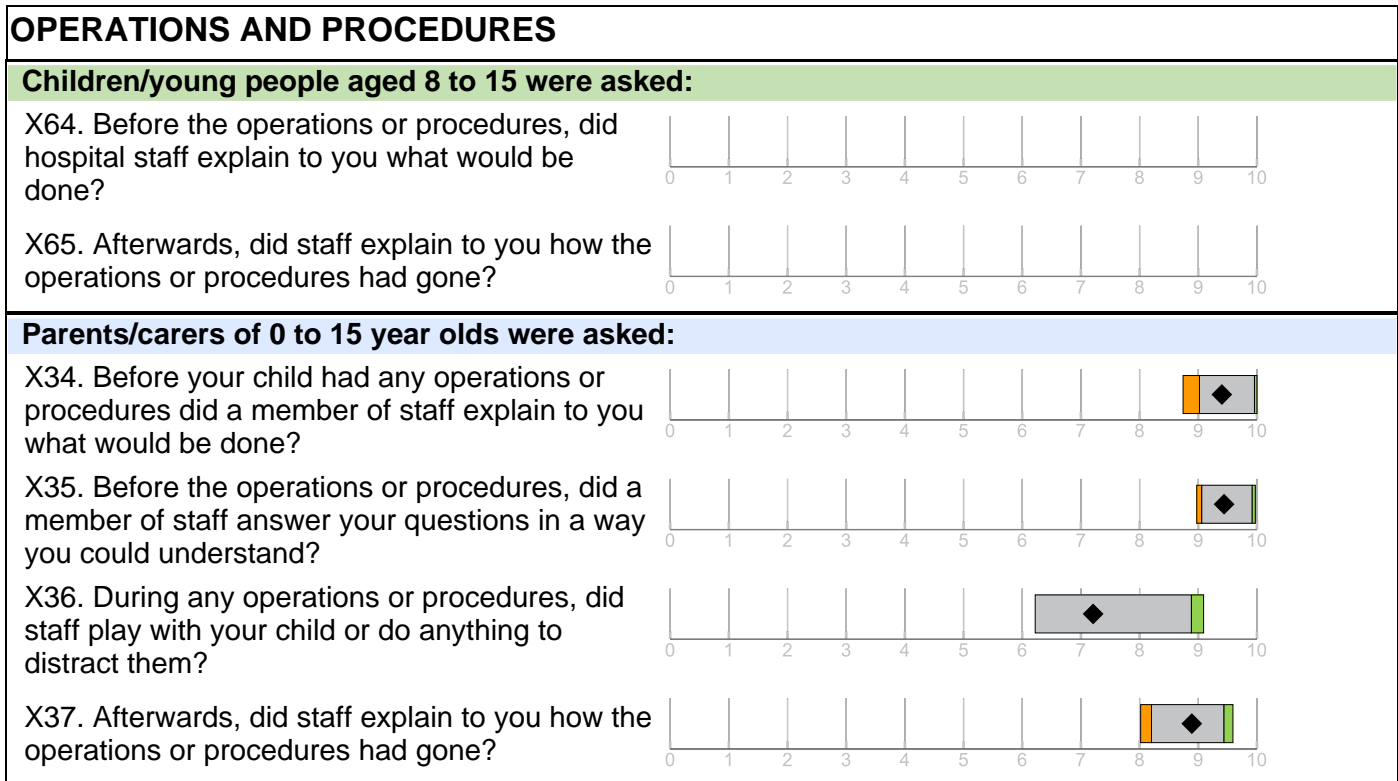 OPERATIONS AND PROCEDURES
Children/young people aged 8 to 15 were asked:
X64. Before the operations or procedures, did
hospital staff explain to you what would be
done?
0 1 2 3 4 5 6 7 8 9 10
X65. Afterwards, did staff explain to you how the
operations or procedures had gone?
0 1 2 3 4 5 6 7 8 9 10
Parents/carers of 0 to 15 year olds were asked:
X34. Before your child had any operations or
procedures did a member of staff explain to you
what would be done?
0 1 2 3 4 5 6 7 8 9 10
X35. Before the operations or procedures, did a
member of staff answer your questions in a way
you could understand?
0 1 2 3 4 5 6 7 8 9 10
X36. During any operations or procedures, did
staff play with your child or do anything to
distract them?
0 1 2 3 4 5 6 7 8 9 10
X37. Afterwards, did staff explain to you how the
operations or procedures had gone?
0 1 2 3 4 5 6 7 8 9 10